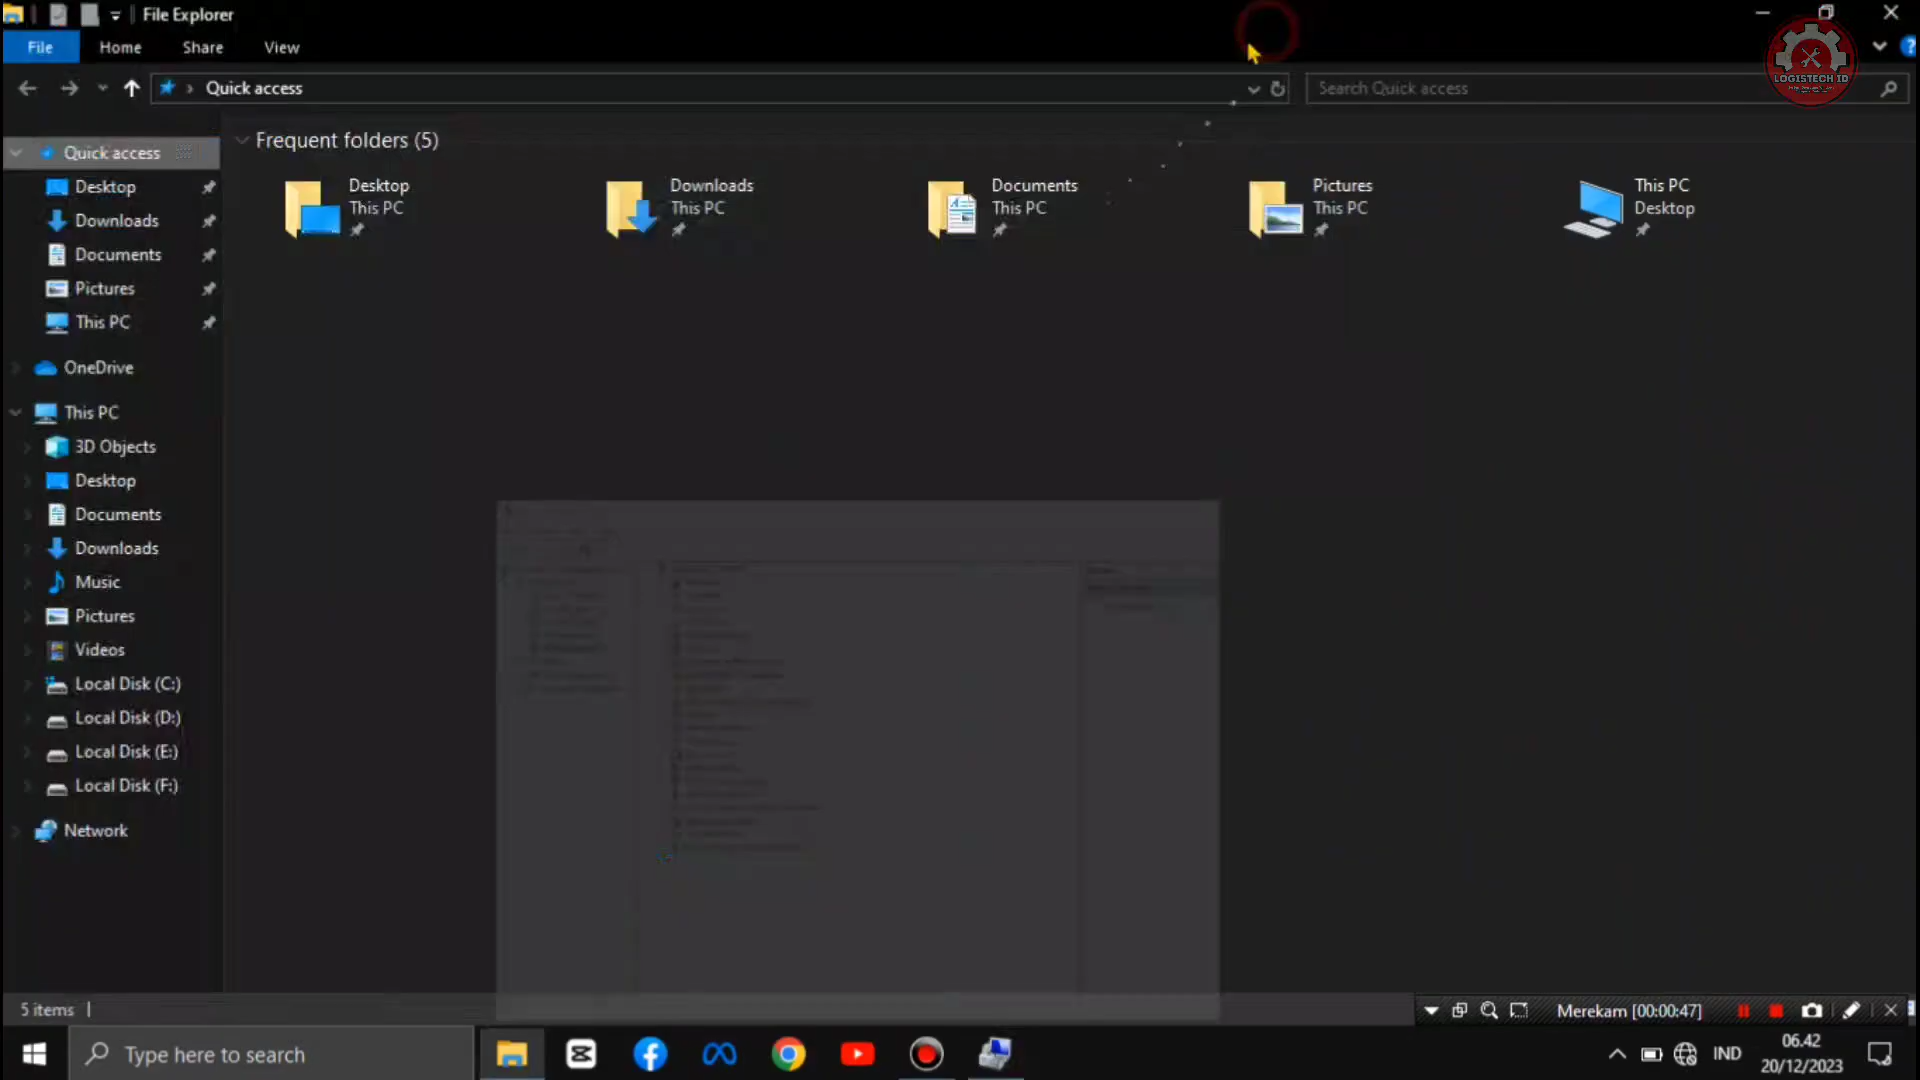 File Explorer
File
Home
Share
View
Quick access
Search Quick access
LOGISTECH ID
Quick access
Desktop
Downloads
Documents
Pictures
This PC
OneDrive
This PC
3D Objects
Desktop
Documents
Downloads
Music
Pictures
Videos
Local Disk (C:)
Local Disk (D:)
Local Disk (E:)
Local Disk (F:)
Network
Frequent folders (5)
Desktop
This PC
Downloads
This PC
Documents
This PC
Pictures
This PC
This PC
Desktop
5 items
Merekam [00:00:47]
Type here to search
IND
06.42
20/12/2023